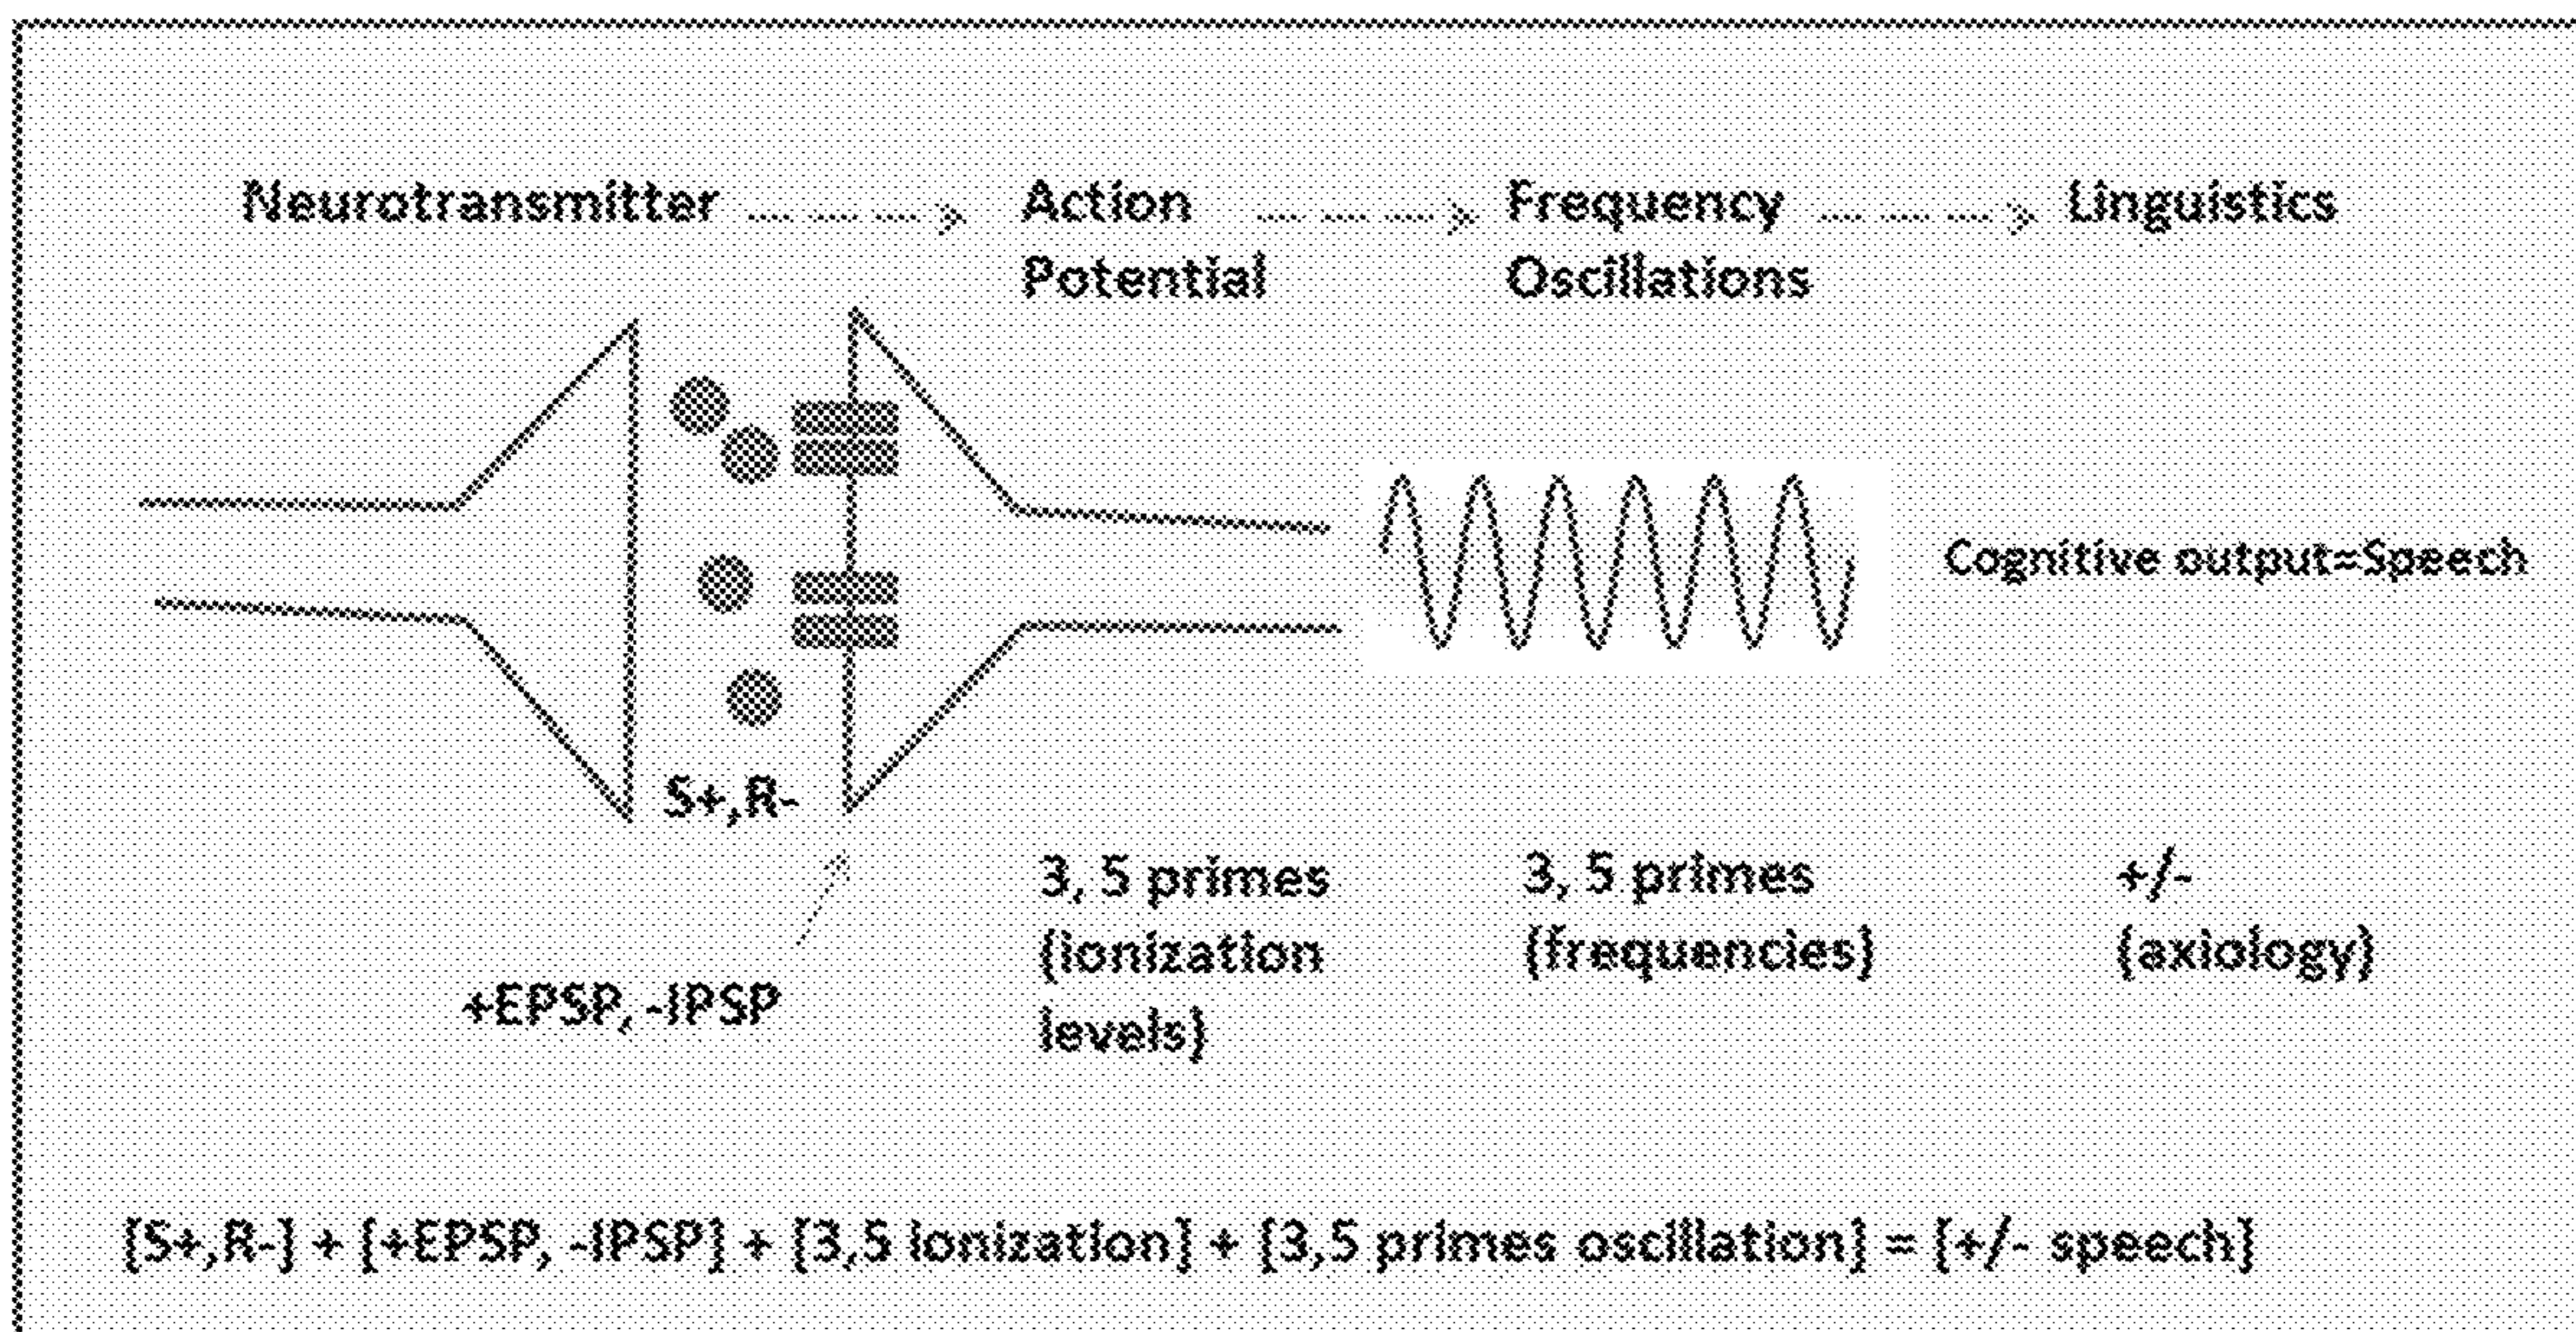 Neurotransmitter
Action
Potential
Frequency
Oscillations
Linguistics
Cognitive output=Speech
S+,R-
+EPSP, -IPSP
3, 5 primes
(ionization
levels)
3, 5 primes
(frequencies)
+/-
(axiology)
[S+,R-] + [+EPSP, -IPSP] + [3,5 ionization] + [3,5 primes oscillation] = [+/- speech]